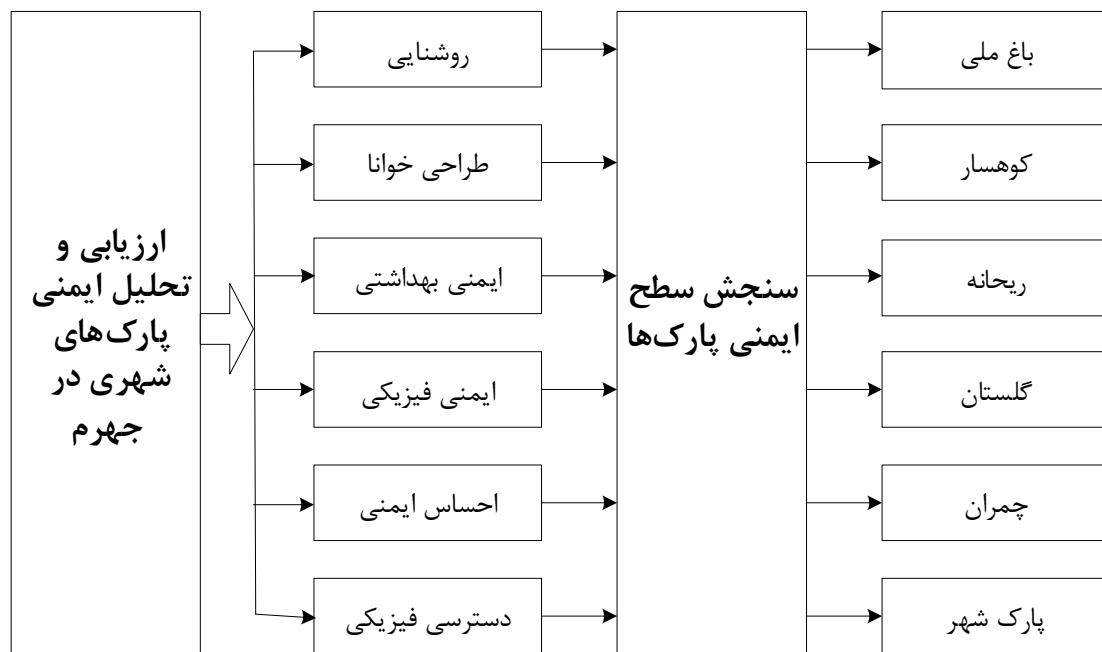 ارزیابی و
تحلیل ایمنی
پارک‌های
شهری در
جهرم
روشنایی
طراحی خوانا
ایمنی بهداشتی
ایمنی فیزیکی
احساس ایمنی
دسترسی فیزیکی
سنجش سطح
ایمنی پارک‌ها
باغ ملی
کوهسار
ریحانه
گلستان
چمران
پارک شهر